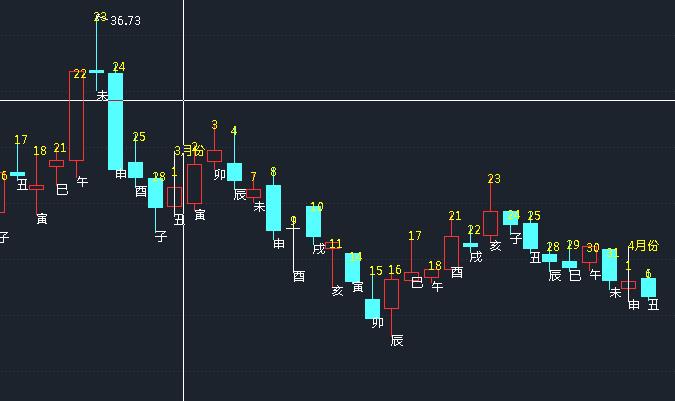 23
36.73
22
24
未
17
18
21
25
6
丑
巳
午
申
酉
28
3月份
子
亥
丑
2
寅
3
卯
4
辰
7
未
8
申
9
酉
10
戌
11
亥
14
寅
15
卯
16
辰
17
巳
18
午
21
酉
22
戌
23
亥
24
子
25
丑
28
辰
29
巳
30
午
31
未
4月份
1
申
6
丑
子
寅
1